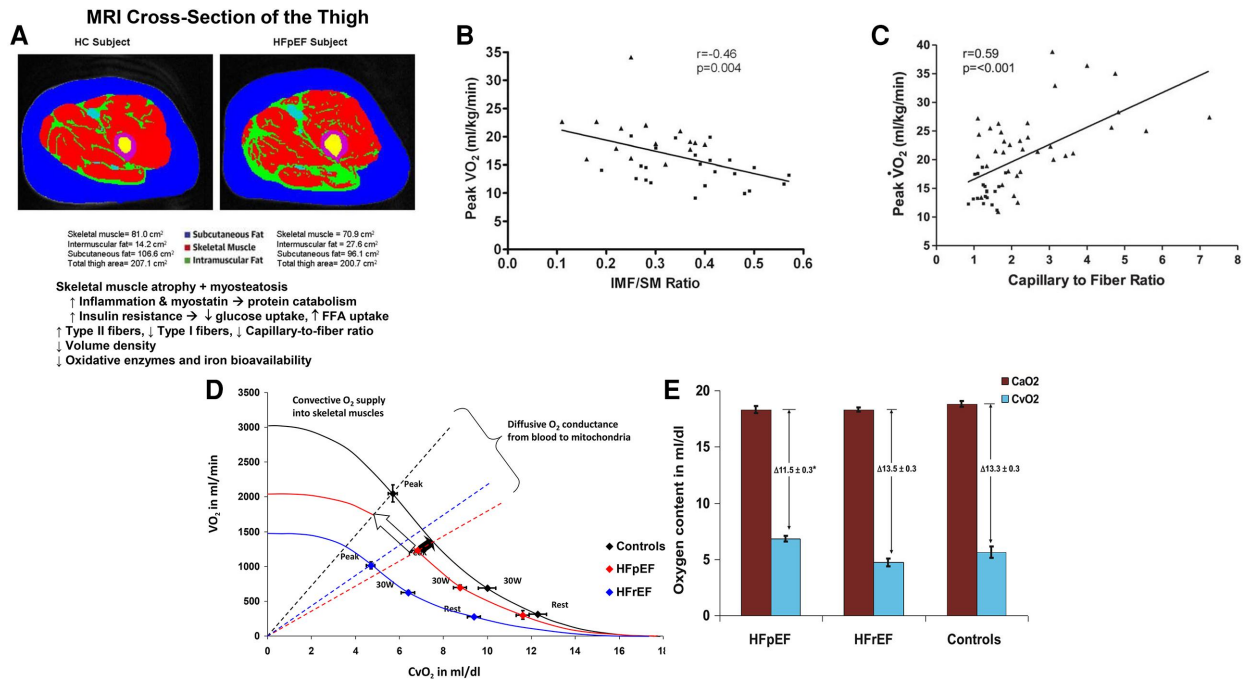 MRI Cross-Section of the Thigh
A
HC Subject
HFpEF Subject
Skeletal muscle= 81.0 cm²
Intermuscular fat= 14.2 cm²
Subcutaneous fat= 106.6 cm²
Total thigh area= 207.1 cm²
Subcutaneous Fat
Skeletal Muscle
Intramuscular Fat
Skeletal muscle = 70.9 cm²
Intermuscular fat = 27.6 cm²
Subcutaneous fat= 96.1 cm²
Total thigh area= 200.7 cm²
Skeletal muscle atrophy + myosteatosis
↑ Inflammation & myostatin → protein catabolism
↑ Insulin resistance → ↓ glucose uptake, ↑ FFA uptake
↑ Type II fibers, ↓ Type I fibers, ↓ Capillary-to-fiber ratio
↓ Volume density
↓ Oxidative enzymes and iron bioavailability
B
r=-0.46
p=0.004
Peak VO₂ (ml/kg/min)
35
30
25
20
15
10
5
0
0.0 0.1 0.2 0.3 0.4 0.5 0.6
IMF/SM Ratio
C
r=0.59
p=<0.001
Peak V̇O₂ (ml/kg/min)
40
35
30
25
20
15
10
5
0 1 2 3 4 5 6 7 8
Capillary to Fiber Ratio
D
Convective O₂ supply
into skeletal muscles
Diffusive O₂ conductance
from blood to mitochondria
VO₂ in ml/min
3500
3000
2500
2000
1500
1000
500
0
Peak
Peak
Peak
30W
30W
30W
Rest
Rest
Controls
HFpEF
HFrEF
0 2 4 6 8 10 12 14 16
CvO₂ in ml/dl
E
CaO2
CvO2
Oxygen content in ml/dl
20
15
10
5
0
Δ11.5 ± 0.3*
Δ13.5 ± 0.3
Δ13.3 ± 0.3
HFpEF
HFrEF
Controls